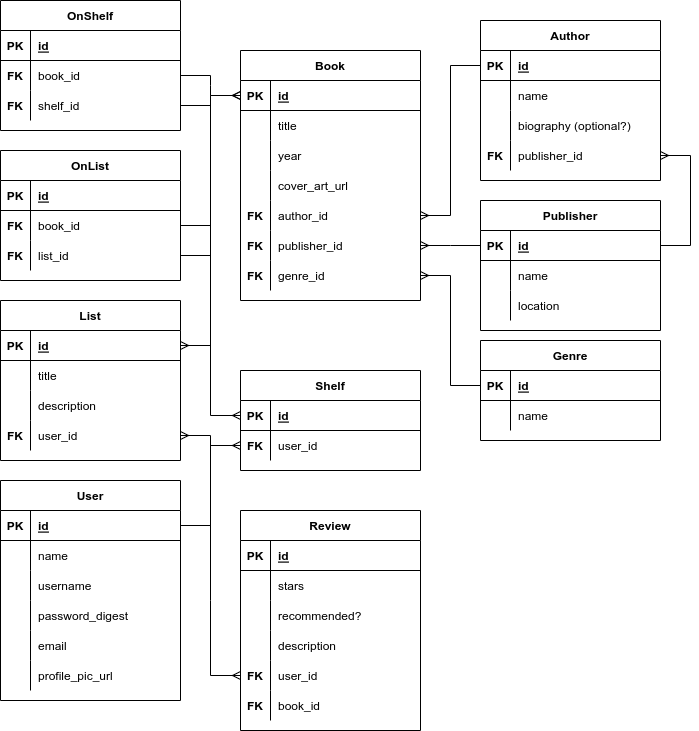 OnShelf
PK id
FK book_id
FK shelf_id
OnList
PK id
FK book_id
FK list_id
List
PK id
title
description
FK user_id
User
PK id
name
username
password_digest
email
profile_pic_url
Book
PK id
title
year
cover_art_url
FK author_id
FK publisher_id
FK genre_id
Shelf
PK id
FK user_id
Review
PK id
stars
recommended?
description
FK user_id
FK book_id
Author
PK id
name
biography (optional?)
FK publisher_id
Publisher
PK id
name
location
Genre
PK id
name